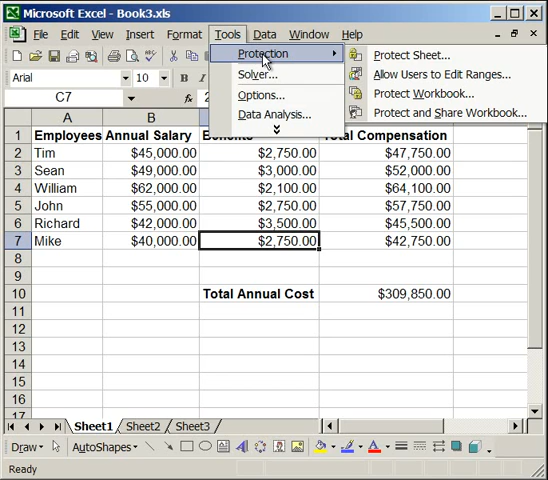 Microsoft Excel - Book3.xls
File Edit View Insert Format Tools Data Window Help
Protection
Protect Sheet...
Solver...
Allow Users to Edit Ranges...
Options...
Protect Workbook...
Data Analysis...
Protect and Share Workbook...
Arial 10 B I
C7
A B
1 Employees Annual Salary Benefits Total Compensation
2 Tim $45,000.00 $2,750.00 $47,750.00
3 Sean $49,000.00 $3,000.00 $52,000.00
4 William $62,000.00 $2,100.00 $64,100.00
5 John $55,000.00 $2,750.00 $57,750.00
6 Richard $42,000.00 $3,500.00 $45,500.00
7 Mike $40,000.00 $2,750.00 $42,750.00
8
9
10 Total Annual Cost $309,850.00
11
12
13
14
15
16
17
Sheet1 Sheet2 Sheet3
Draw AutoShapes
Ready